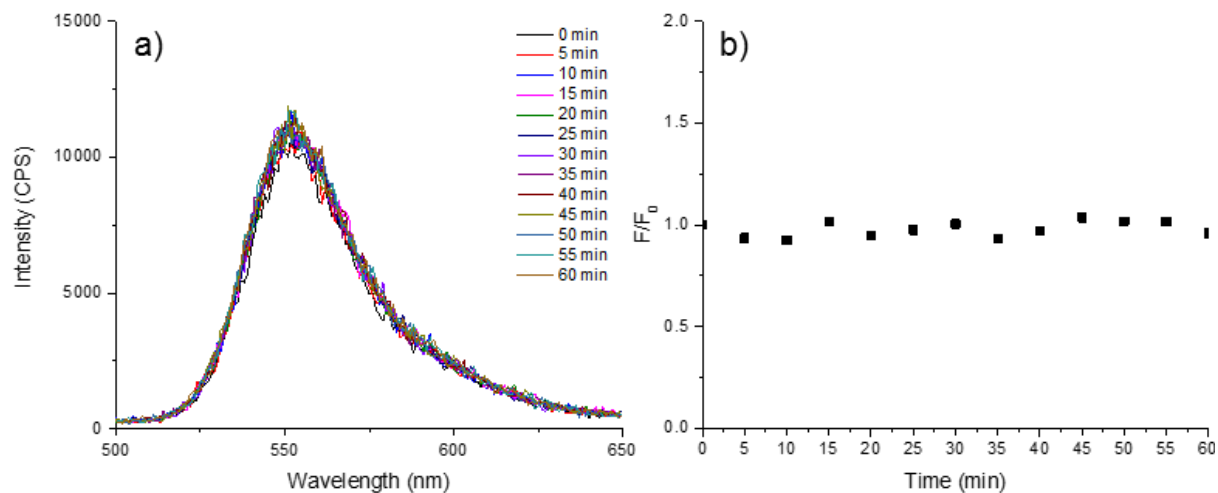 a)
15000
10000
5000
0
Intensity (CPS)
500
550
600
650
Wavelength (nm)
0 min
5 min
10 min
15 min
20 min
25 min
30 min
35 min
40 min
45 min
50 min
55 min
60 min
b)
2.0
1.5
1.0
0.5
0.0
F/F0
0
5
10
15
20
25
30
35
40
45
50
55
60
Time (min)